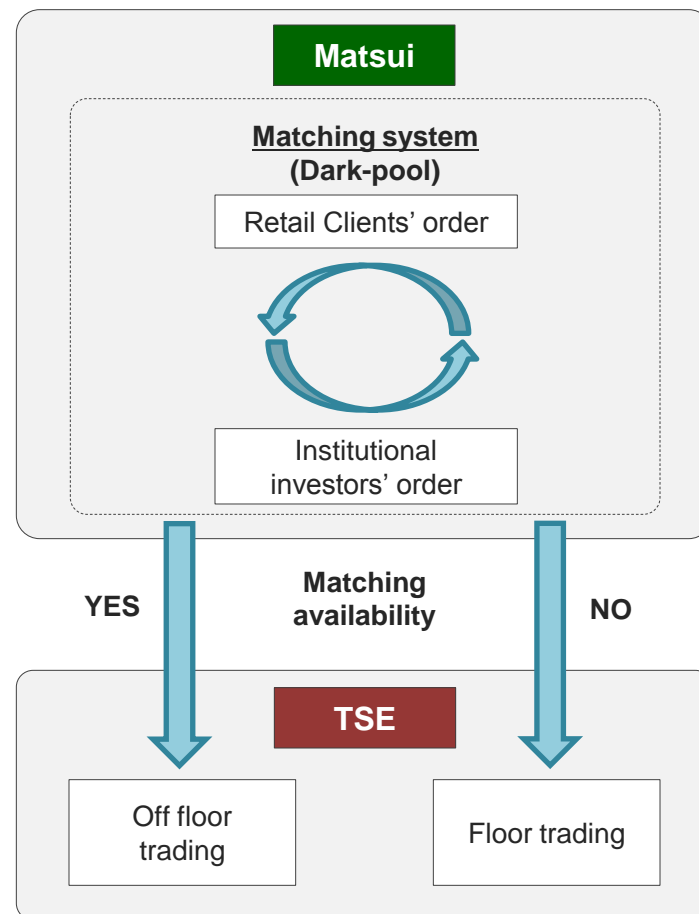 Matsui
Matching system
(Dark-pool)
Retail Clients’ order
Institutional
investors’ order
YES
Matching
availability
NO
TSE
Off floor
trading
Floor trading